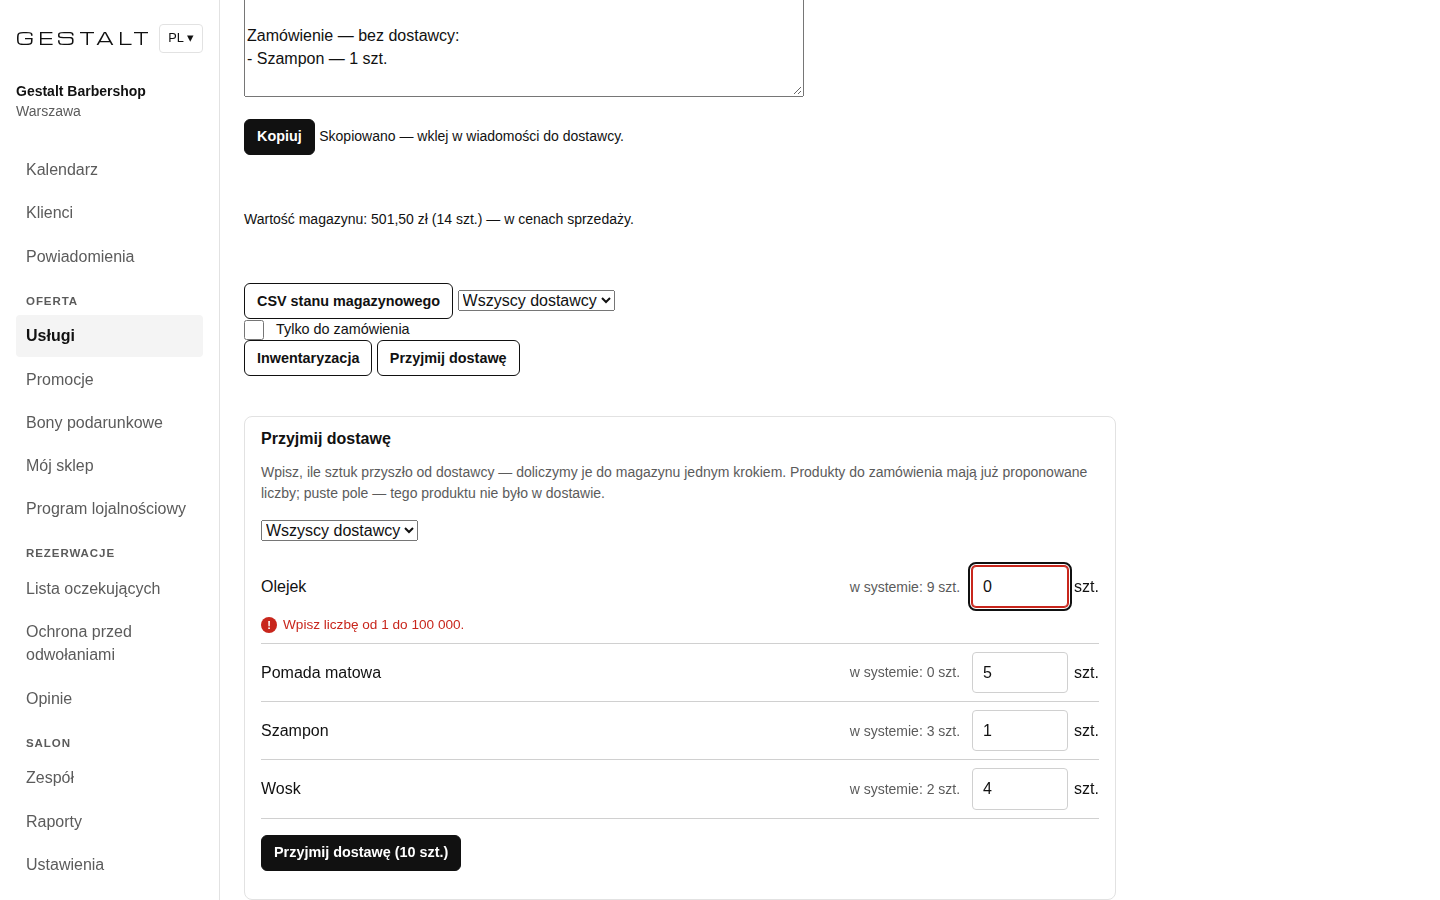 GESTALT
PL ▾
Gestalt Barbershop
Warszawa
Kalendarz
Klienci
Powiadomienia
OFERTA
Usługi
Promocje
Bony podarunkowe
Mój sklep
Program lojalnościowy
REZERWACJE
Lista oczekujących
Ochrona przed
odwołaniami
Opinie
SALON
Zespół
Raporty
Ustawienia
Zamówienie — bez dostawcy:
- Szampon — 1 szt.
Kopiuj Skopiowano — wklej w wiadomości do dostawcy.
Wartość magazynu: 501,50 zł (14 szt.) — w cenach sprzedaży.
CSV stanu magazynowego Wszyscy dostawcy
Tylko do zamówienia
Inwentaryzacja Przyjmij dostawę
Przyjmij dostawę
Wpisz, ile sztuk przyszło od dostawcy — doliczymy je do magazynu jednym krokiem. Produkty do zamówienia mają już proponowane
liczby; puste pole — tego produktu nie było w dostawie.
Wszyscy dostawcy
Olejek w systemie: 9 szt. 0 szt.
! Wpisz liczbę od 1 do 100 000.
Pomada matowa w systemie: 0 szt. 5 szt.
Szampon w systemie: 3 szt. 1 szt.
Wosk w systemie: 2 szt. 4 szt.
Przyjmij dostawę (10 szt.)